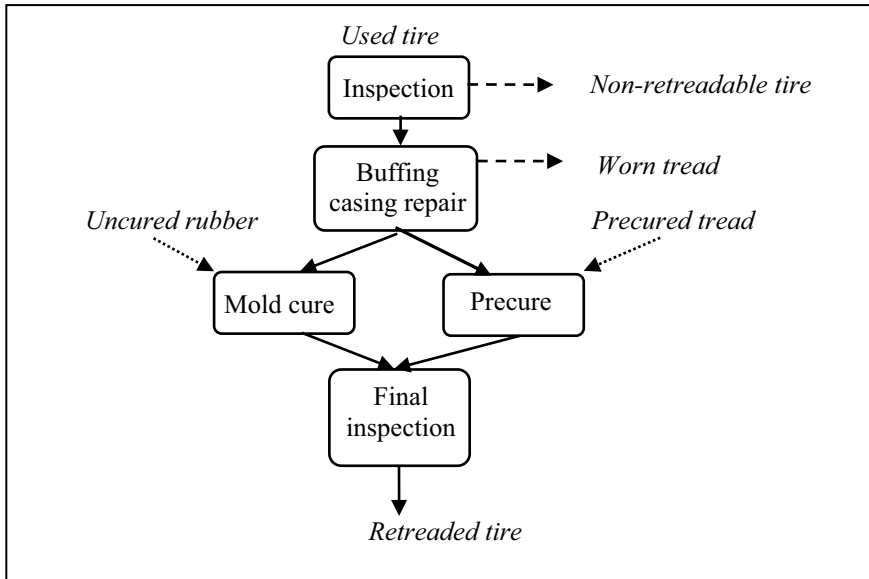 Used tire
Inspection
Non-retreadable tire
Buffing
casing repair
Worn tread
Uncured rubber
Precured tread
Mold cure
Precure
Final
inspection
Retreaded tire